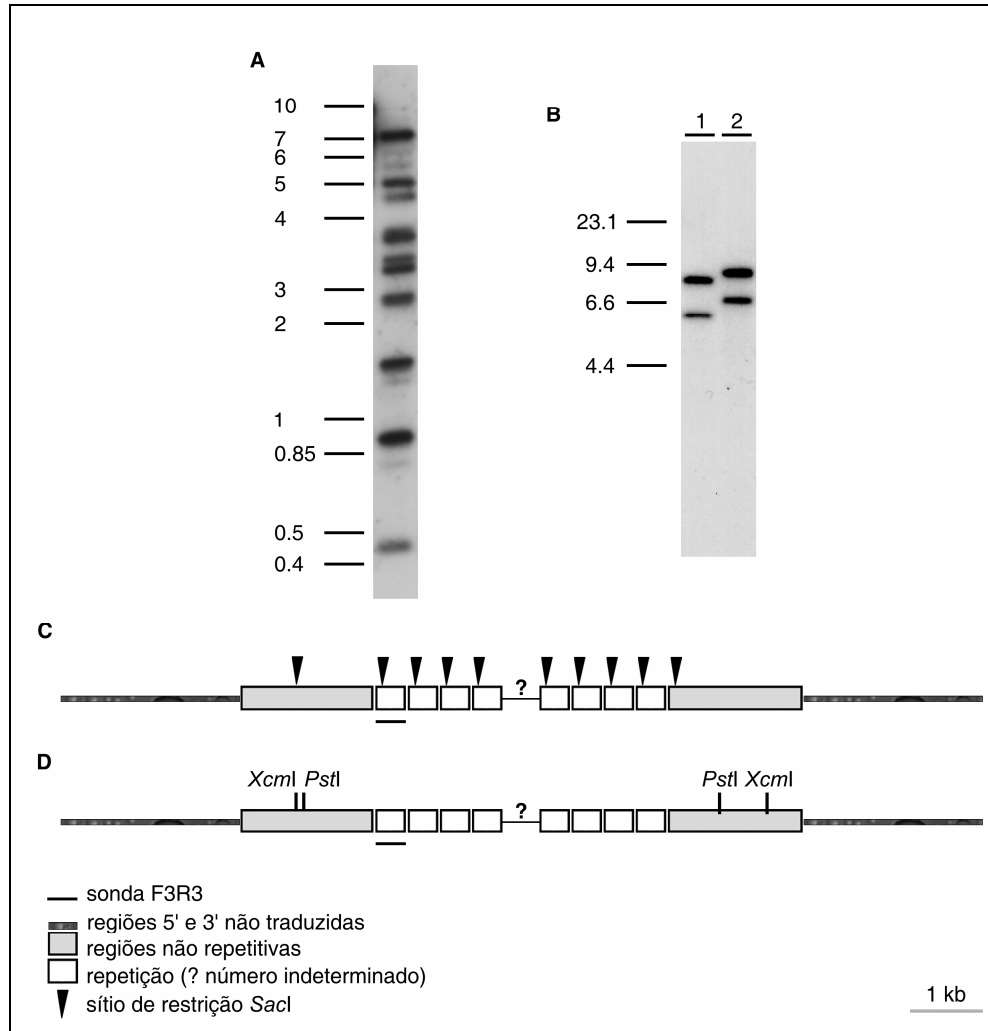 A
10
7
6
5
4
3
2
1
0.85
0.5
0.4
B
1 2
23.1
9.4
6.6
4.4
C
?
D
XcmI PstI
?
PstI XcmI
sonda F3R3
regiões 5' e 3' não traduzidas
regiões não repetitivas
repetição (? número indeterminado)
sítio de restrição SacI
1 kb